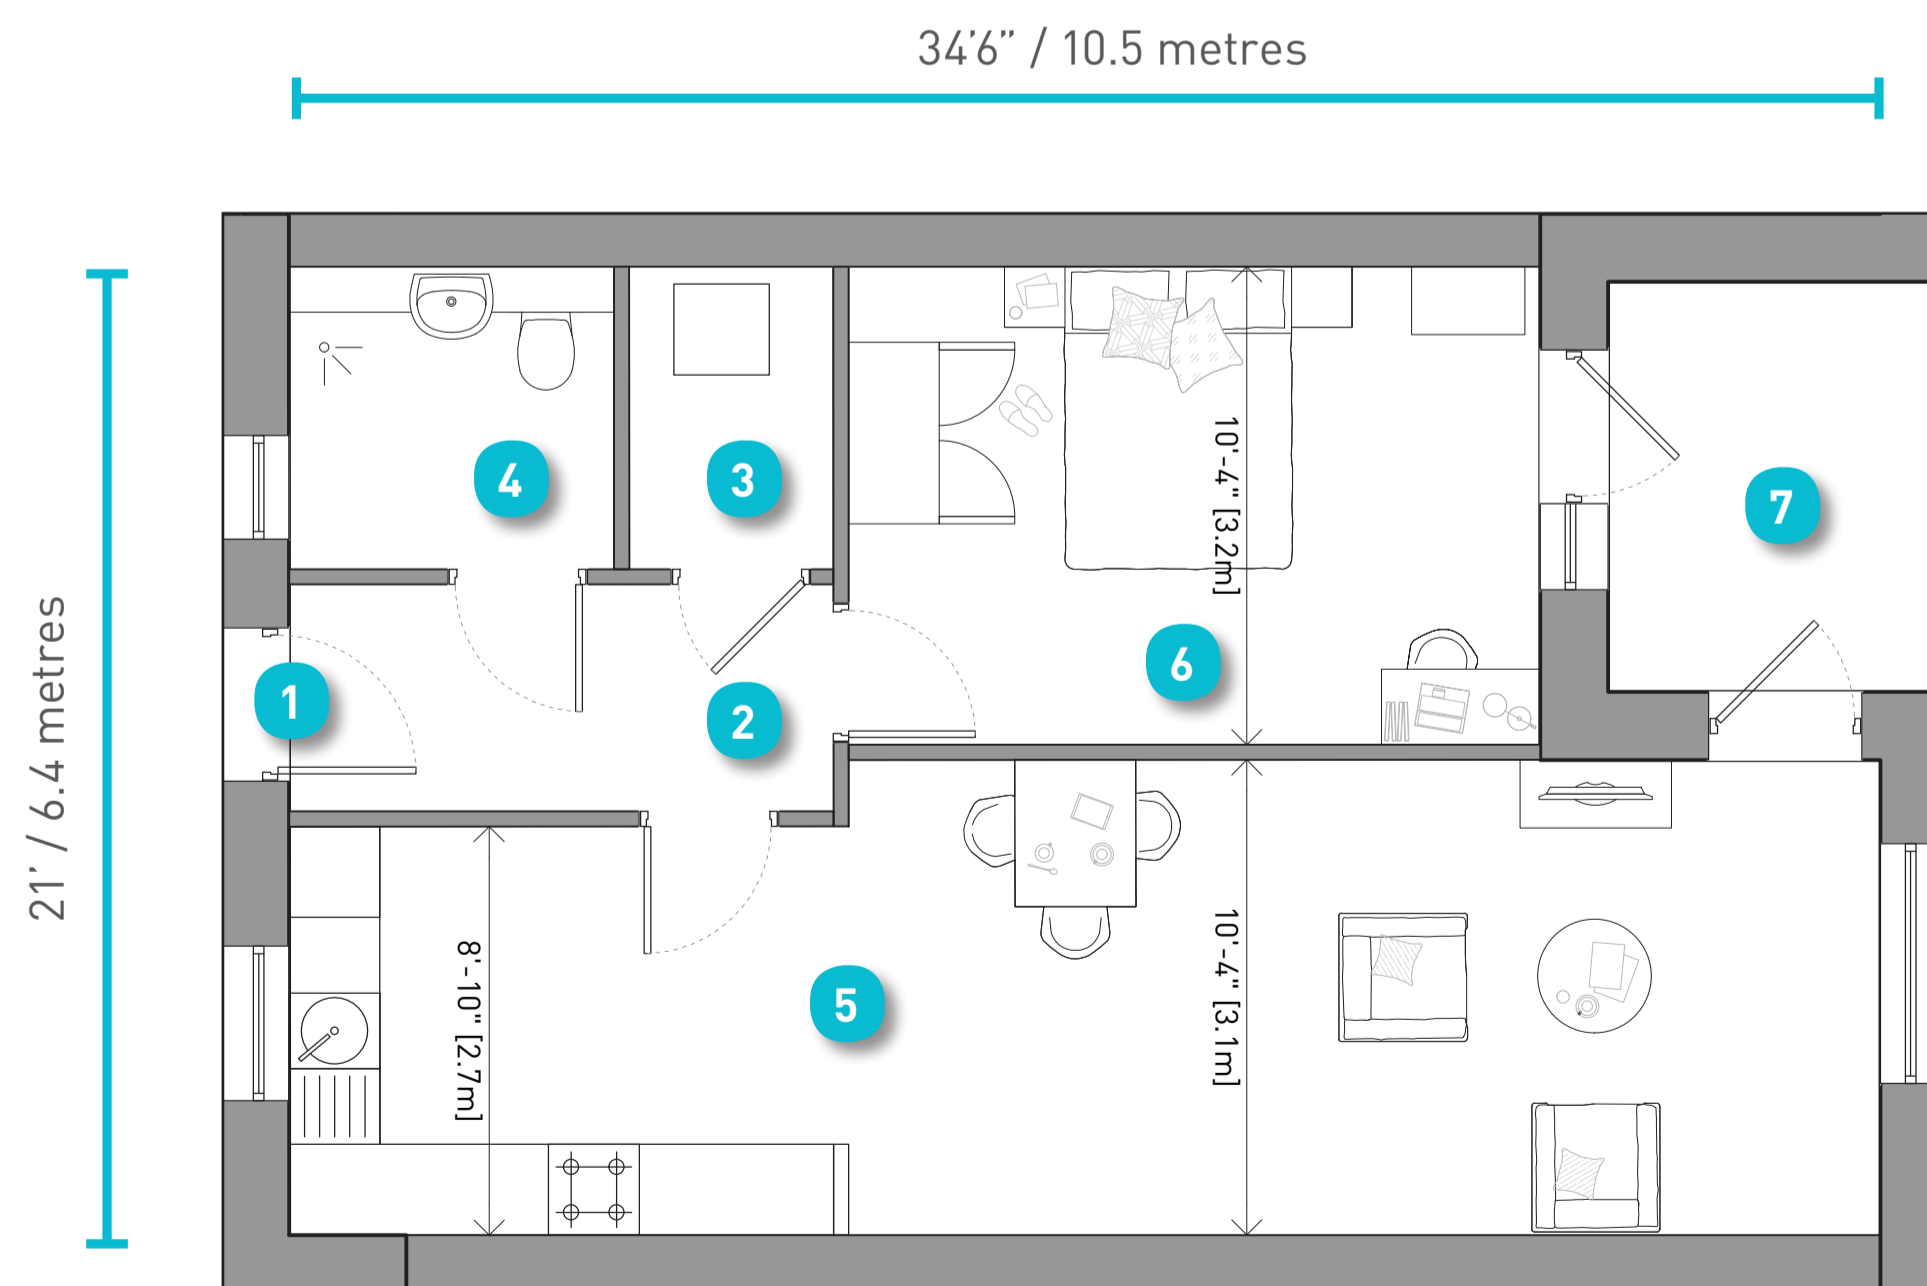 34’6” / 10.5 metres
21’ / 6.4 metres
4
3
10'-4" [3.2m]
7
6
1
2
8'-10" [2.7m]
5
10'-4" [3.1m]